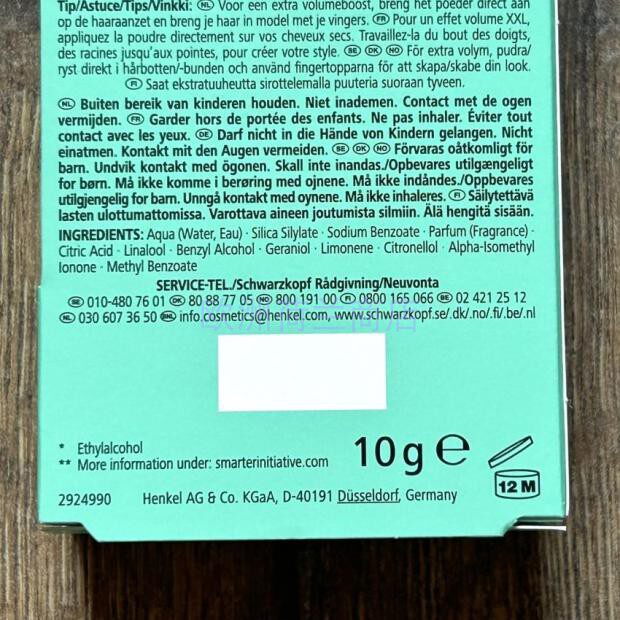 Tip/Astuce/Tips/Vinkki: NL Voor een extra volumeboost, breng het poeder direct aan
op de haaraanzet en breng je haar in model met je vingers. FR Pour un effet volume XXL,
appliquez la poudre directement sur vos cheveux secs. Travaillez-la du bout des doigts,
des racines jusqu'aux pointes, pour créer votre style. SE DK NO För extra volym, pudra/
ryst direkt i hårbotten/-bunden och använd fingertopparna för att skapa/skabe din look.
FI Saat ekstratuuheutta sirottelemalla puuteria suoraan tyveen.
NL Buiten bereik van kinderen houden. Niet inademen. Contact met de ogen
vermijden. FR Garder hors de portée des enfants. Ne pas inhaler. Éviter tout
contact avec les yeux. DE Darf nicht in die Hände von Kindern gelangen. Nicht
einatmen. Kontakt mit den Augen vermeiden. SE DK NO Förvaras oåtkomligt för
barn. Undvik kontakt med ögonen. Skall inte inandas./Opbevares utilgængeligt
for børn. Må ikke komme i berøring med øjnene. Må ikke indåndes./Oppbevares
utilgjengelig for barn. Unngå kontakt med øynene. Må ikke inhaleres. FI Säilytettävä
lasten ulottumattomissa. Varottava aineen joutumista silmiin. Älä hengitä sisään.
INGREDIENTS: Aqua (Water, Eau) · Silica Silylate · Sodium Benzoate · Parfum (Fragrance) ·
Citric Acid · Linalool · Benzyl Alcohol · Geraniol · Limonene · Citronellol · Alpha-Isomethyl
Ionone · Methyl Benzoate
SERVICE-TEL./Schwarzkopf Rådgivning/Neuvonta
SE 010-480 76 01 DK 80 88 77 05 NO 800 191 00 FI 0800 165 066 BE 02 421 25 12
NL 030 607 36 50 info.cosmetics@henkel.com, www.schwarzkopf.se/.dk/.no/.fi/.be/.nl
* Ethylalcohol
** More information under: smarterinitiative.com
10 g e
12 M
2924990 Henkel AG & Co. KGaA, D-40191 Düsseldorf, Germany